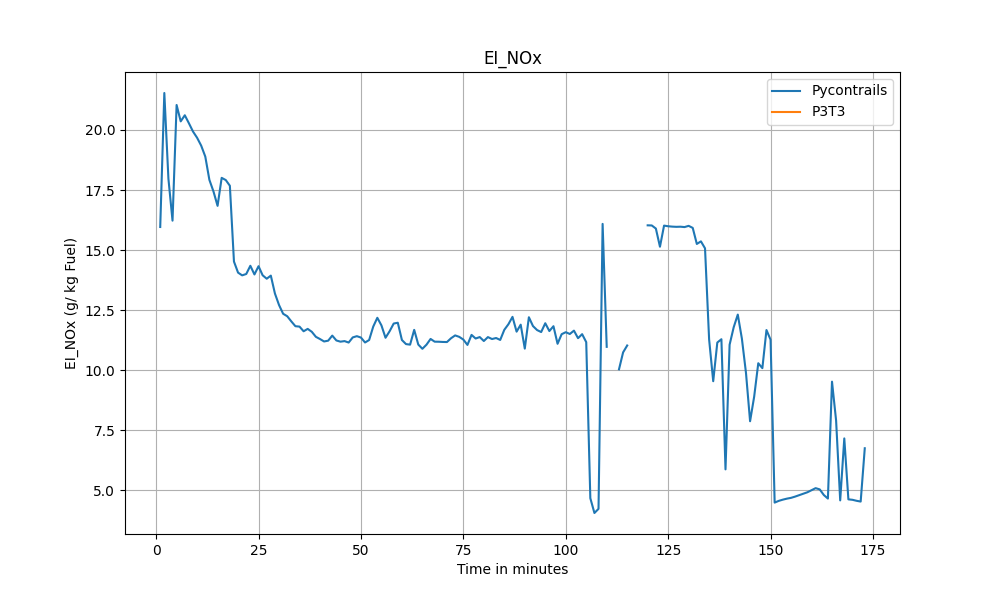 EI_NOx
Pycontrails
P3T3
EI_NOx (g/ kg Fuel)
20.0
17.5
15.0
12.5
10.0
7.5
5.0
0 25 50 75 100 125 150 175
Time in minutes